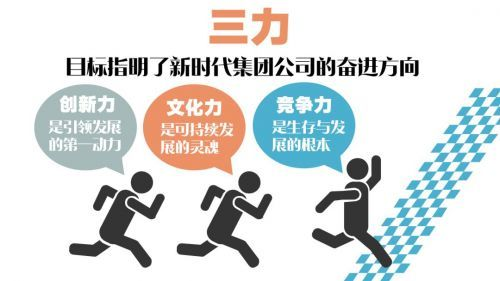 三力
目标指明了新时代集团公司的奋进方向
创新力
是引领发展
的第一动力
文化力
是可持续发
展的灵魂
竞争力
是生存与发
展的根本